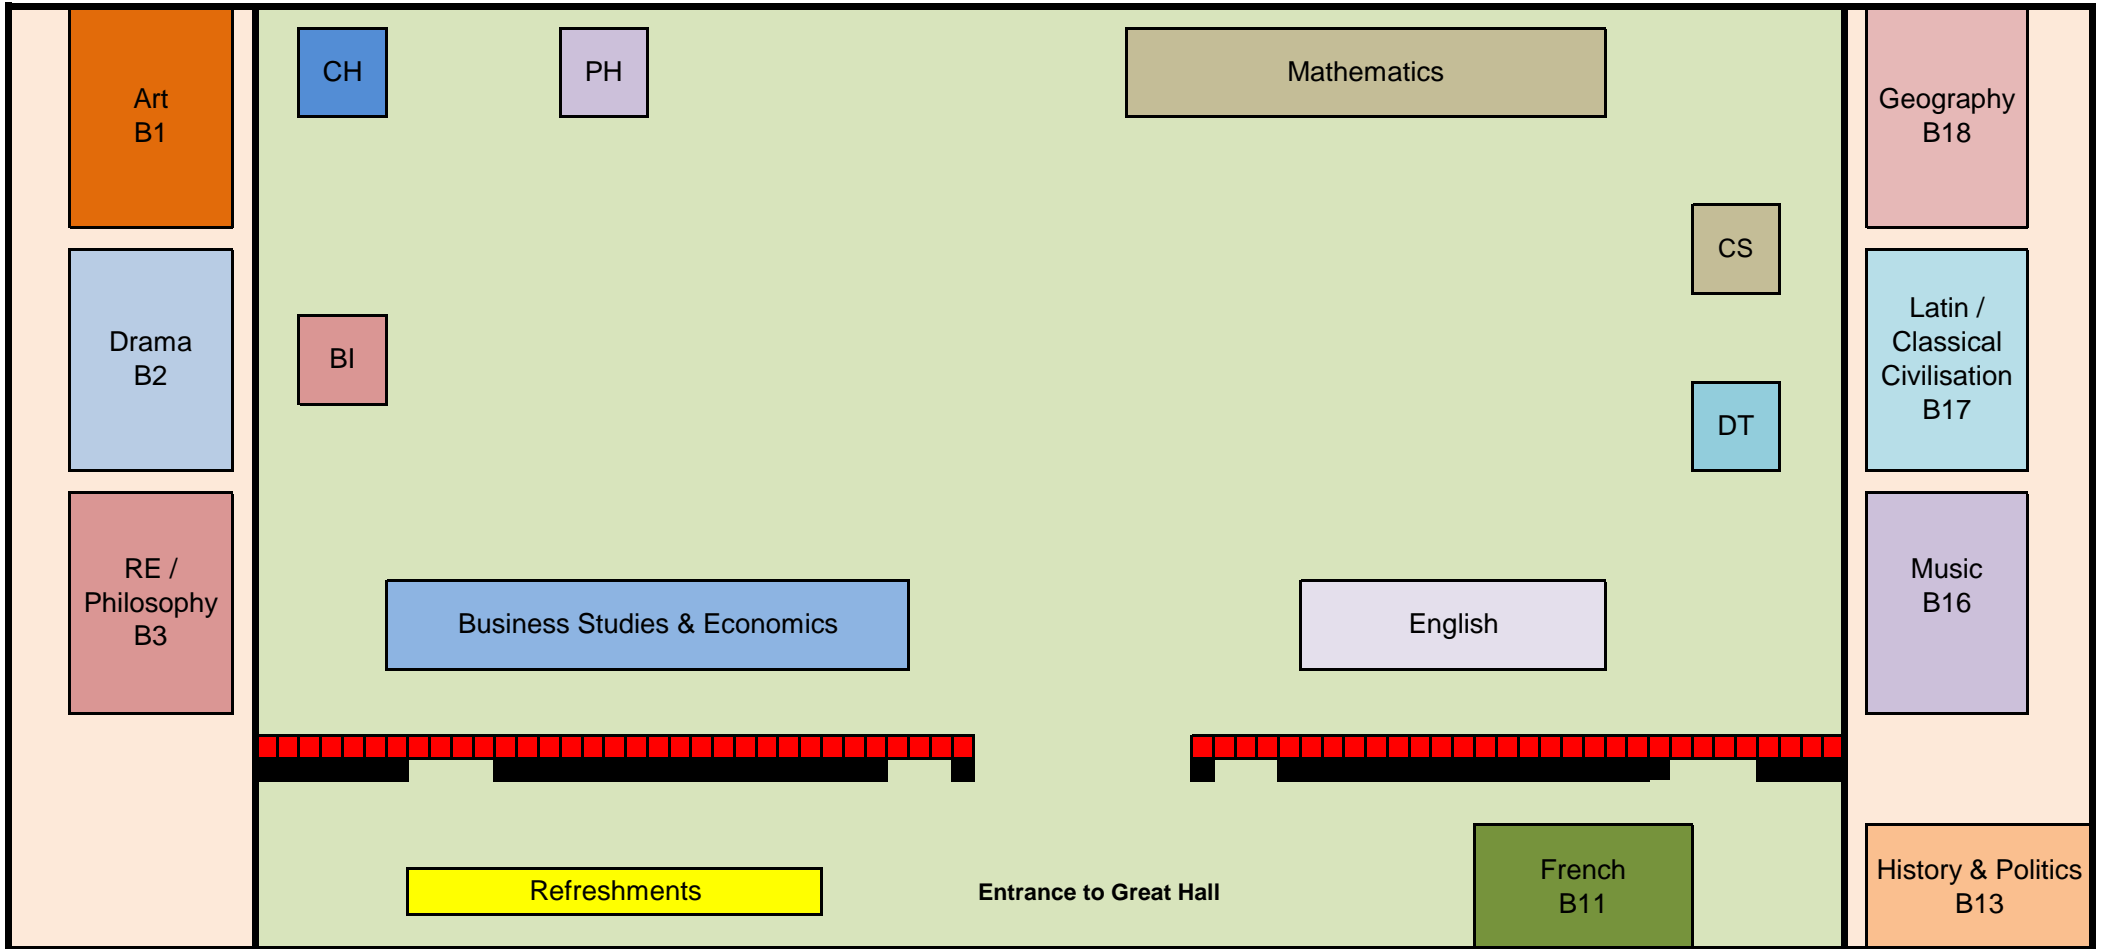 Art
B1
CH
PH
Mathematics
Geography
B18
CS
Drama
B2
BI
Latin /
Classical
Civilisation
B17
DT
RE /
Philosophy
B3
Business Studies & Economics
English
Music
B16
Refreshments
Entrance to Great Hall
French
B11
History & Politics
B13